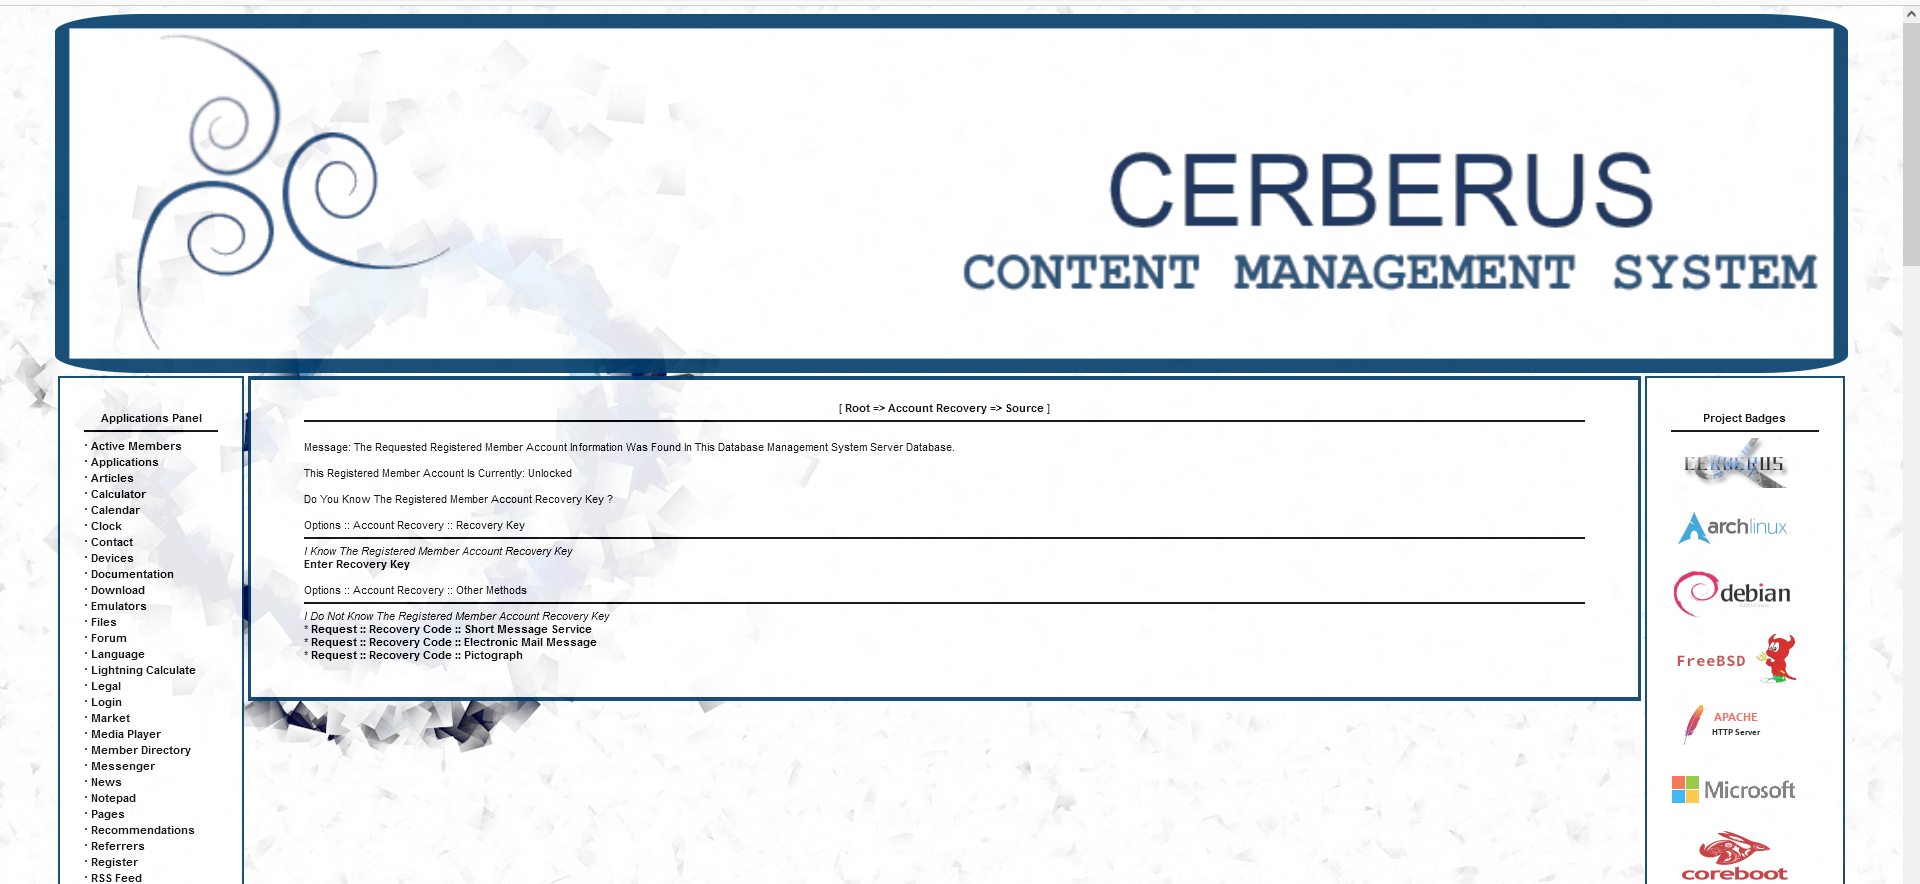 CERBERUS
CONTENT MANAGEMENT SYSTEM
Applications Panel
· Active Members
· Applications
· Articles
· Calculator
· Calendar
· Clock
· Contact
· Devices
· Documentation
· Download
· Emulators
· Files
· Forum
· Language
· Lightning Calculate
· Legal
· Login
· Market
· Media Player
· Member Directory
· Messenger
· News
· Notepad
· Pages
· Recommendations
· Referrers
· Register
· RSS Feed
[ Root => Account Recovery => Source ]
Message: The Requested Registered Member Account Information Was Found In This Database Management System Server Database.
This Registered Member Account Is Currently: Unlocked
Do You Know The Registered Member Account Recovery Key ?
Options :: Account Recovery :: Recovery Key
I Know The Registered Member Account Recovery Key
Enter Recovery Key
Options :: Account Recovery :: Other Methods
I Do Not Know The Registered Member Account Recovery Key
* Request :: Recovery Code :: Short Message Service
* Request :: Recovery Code :: Electronic Mail Message
* Request :: Recovery Code :: Pictograph
Project Badges
CERBERUS
archlinux
debian
FreeBSD
APACHE
HTTP Server
Microsoft
coreboot